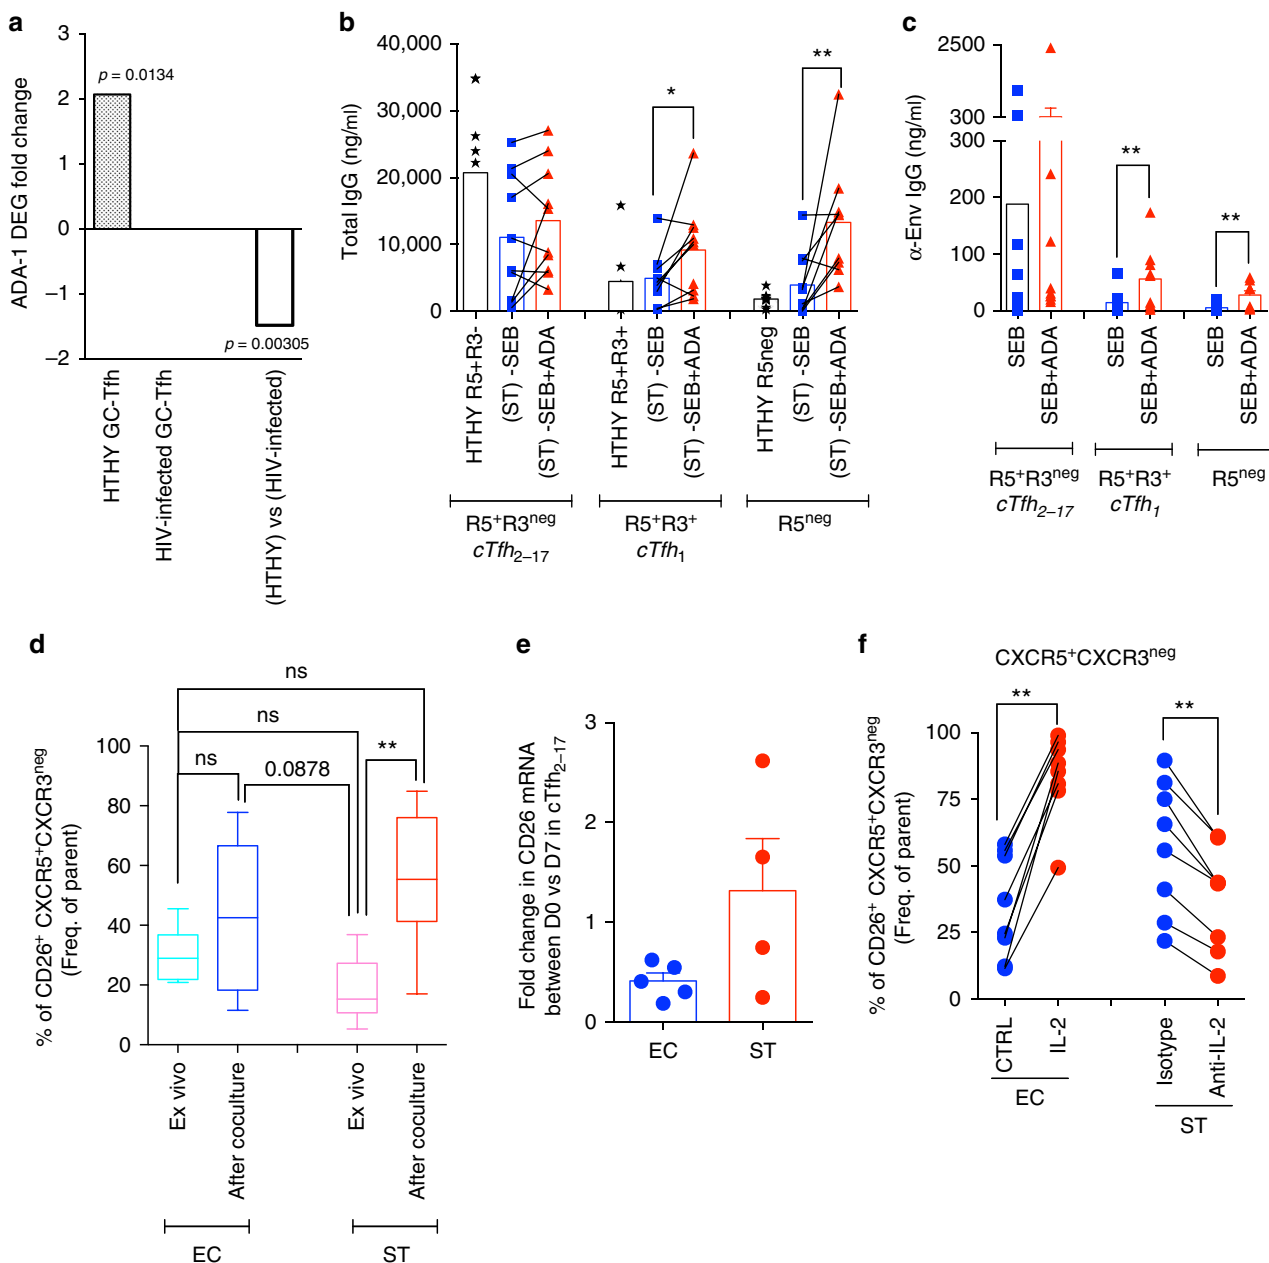 a
ADA-1 DEG fold change
3
2
1
0
–1
–2
p = 0.0134
p = 0.00305
HTHY GC-Tfh
HIV-infected GC-Tfh
(HTHY) vs (HIV-infected)
b
Total IgG (ng/ml)
40,000
30,000
20,000
10,000
0
*
**
HTHY R5+R3-
(ST) -SEB
(ST) -SEB+ADA
HTHY R5+R3+
(ST) -SEB
(ST) -SEB+ADA
HTHY R5neg
(ST) -SEB
(ST) -SEB+ADA
R5⁺R3ⁿᵉᵍ
cTfh₂₋₁₇
R5⁺R3⁺
cTfh₁
R5ⁿᵉᵍ
c
α-Env IgG (ng/ml)
2500
300
300
200
100
0
**
**
SEB
SEB+ADA
SEB
SEB+ADA
SEB
SEB+ADA
R5⁺R3ⁿᵉᵍ
cTfh₂₋₁₇
R5⁺R3⁺
cTfh₁
R5ⁿᵉᵍ
d
% of CD26⁺ CXCR5⁺CXCR3ⁿᵉᵍ
(Freq. of parent)
100
80
60
40
20
0
ns
ns
ns
0.0878
**
Ex vivo
After coculture
Ex vivo
After coculture
EC
ST
e
Fold change in CD26 mRNA
between D0 vs D7 in cTfh₂₋₁₇
3
2
1
0
EC
ST
f
CXCR5⁺CXCR3ⁿᵉᵍ
% of CD26⁺ CXCR5⁺CXCR3ⁿᵉᵍ
(Freq. of parent)
100
75
50
25
0
**
**
CTRL
IL-2
Isotype
Anti-IL-2
EC
ST